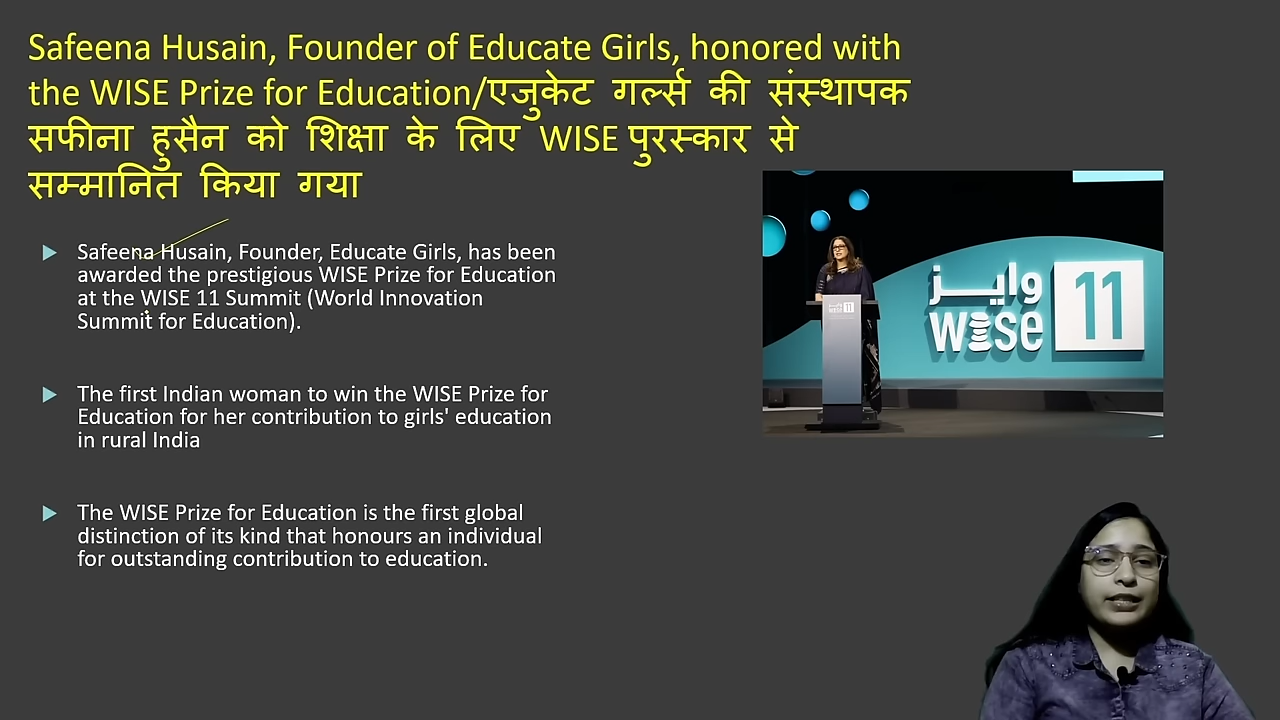 Safeena Husain, Founder of Educate Girls, honored with
the WISE Prize for Education/एजुकेट गर्ल्स की संस्थापक
सफीना हुसैन को शिक्षा के लिए WISE पुरस्कार से
सम्मानित किया गया
Safeena Husain, Founder, Educate Girls, has been
awarded the prestigious WISE Prize for Education
at the WISE 11 Summit (World Innovation
Summit for Education).
The first Indian woman to win the WISE Prize for
Education for her contribution to girls' education
in rural India
The WISE Prize for Education is the first global
distinction of its kind that honours an individual
for outstanding contribution to education.
وايز
wise 11